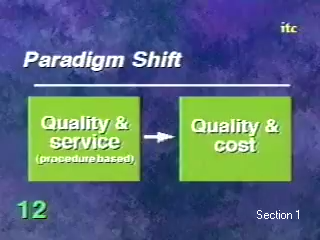 itc
Paradigm Shift
Quality &
service
(procedure based)
Quality &
cost
12
Section 1